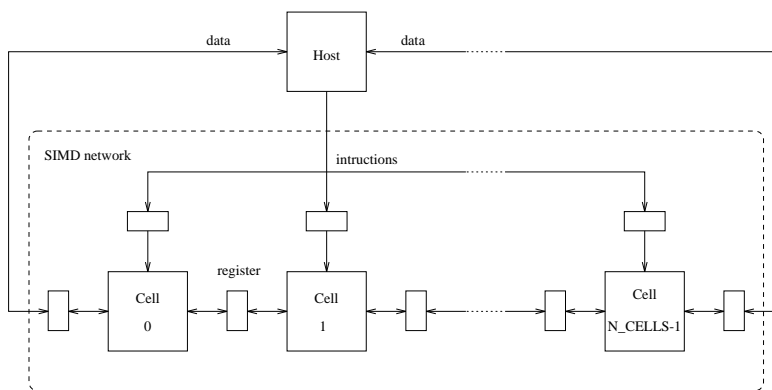 data
data
Host
SIMD network
intructions
register
Cell
Cell
Cell
0
1
N_CELLS-1